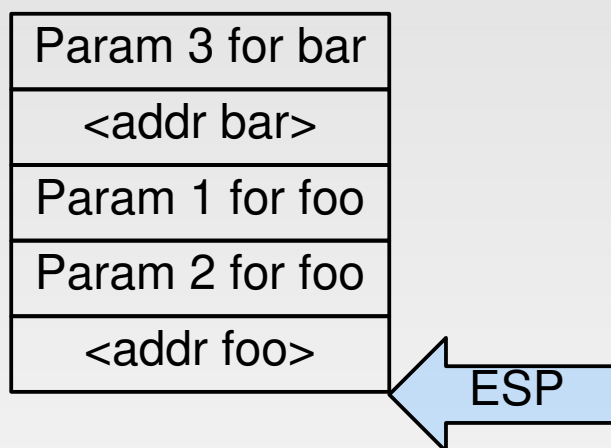 Param 3 for bar
<addr bar>
Param 1 for foo
Param 2 for foo
<addr foo>
ESP